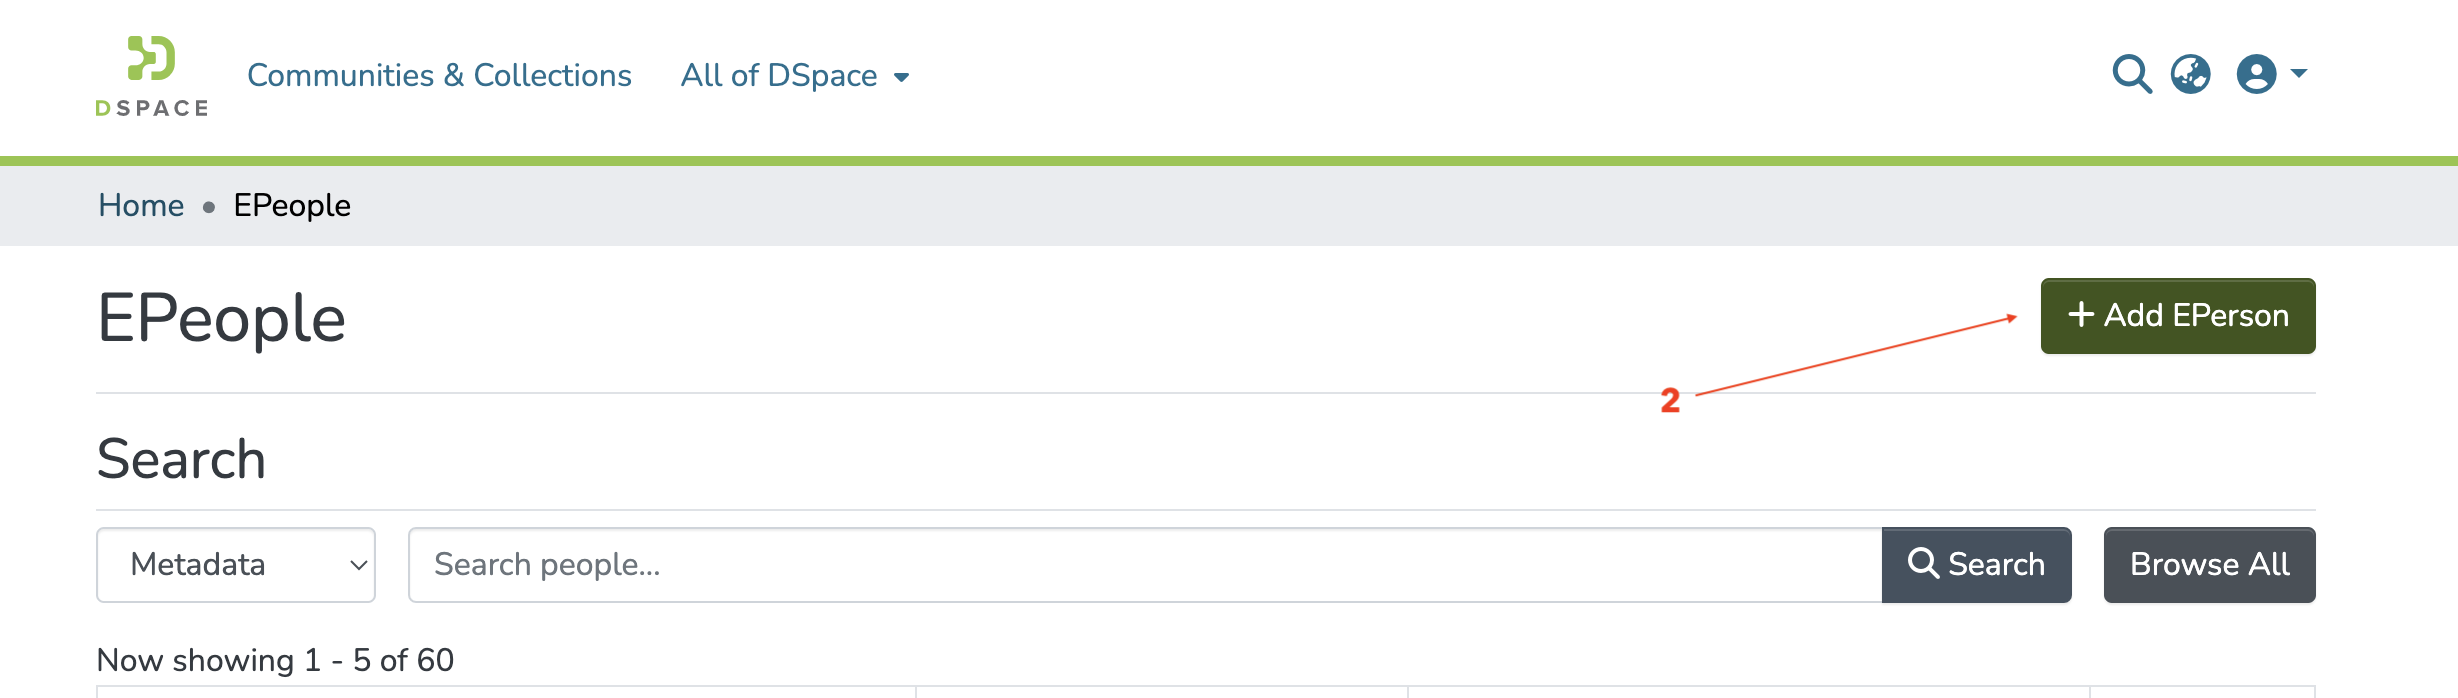 DSPACE
Communities & Collections All of DSpace
Home • EPeople
EPeople
+ Add EPerson
2
Search
Metadata Search people... Search Browse All
Now showing 1 - 5 of 60